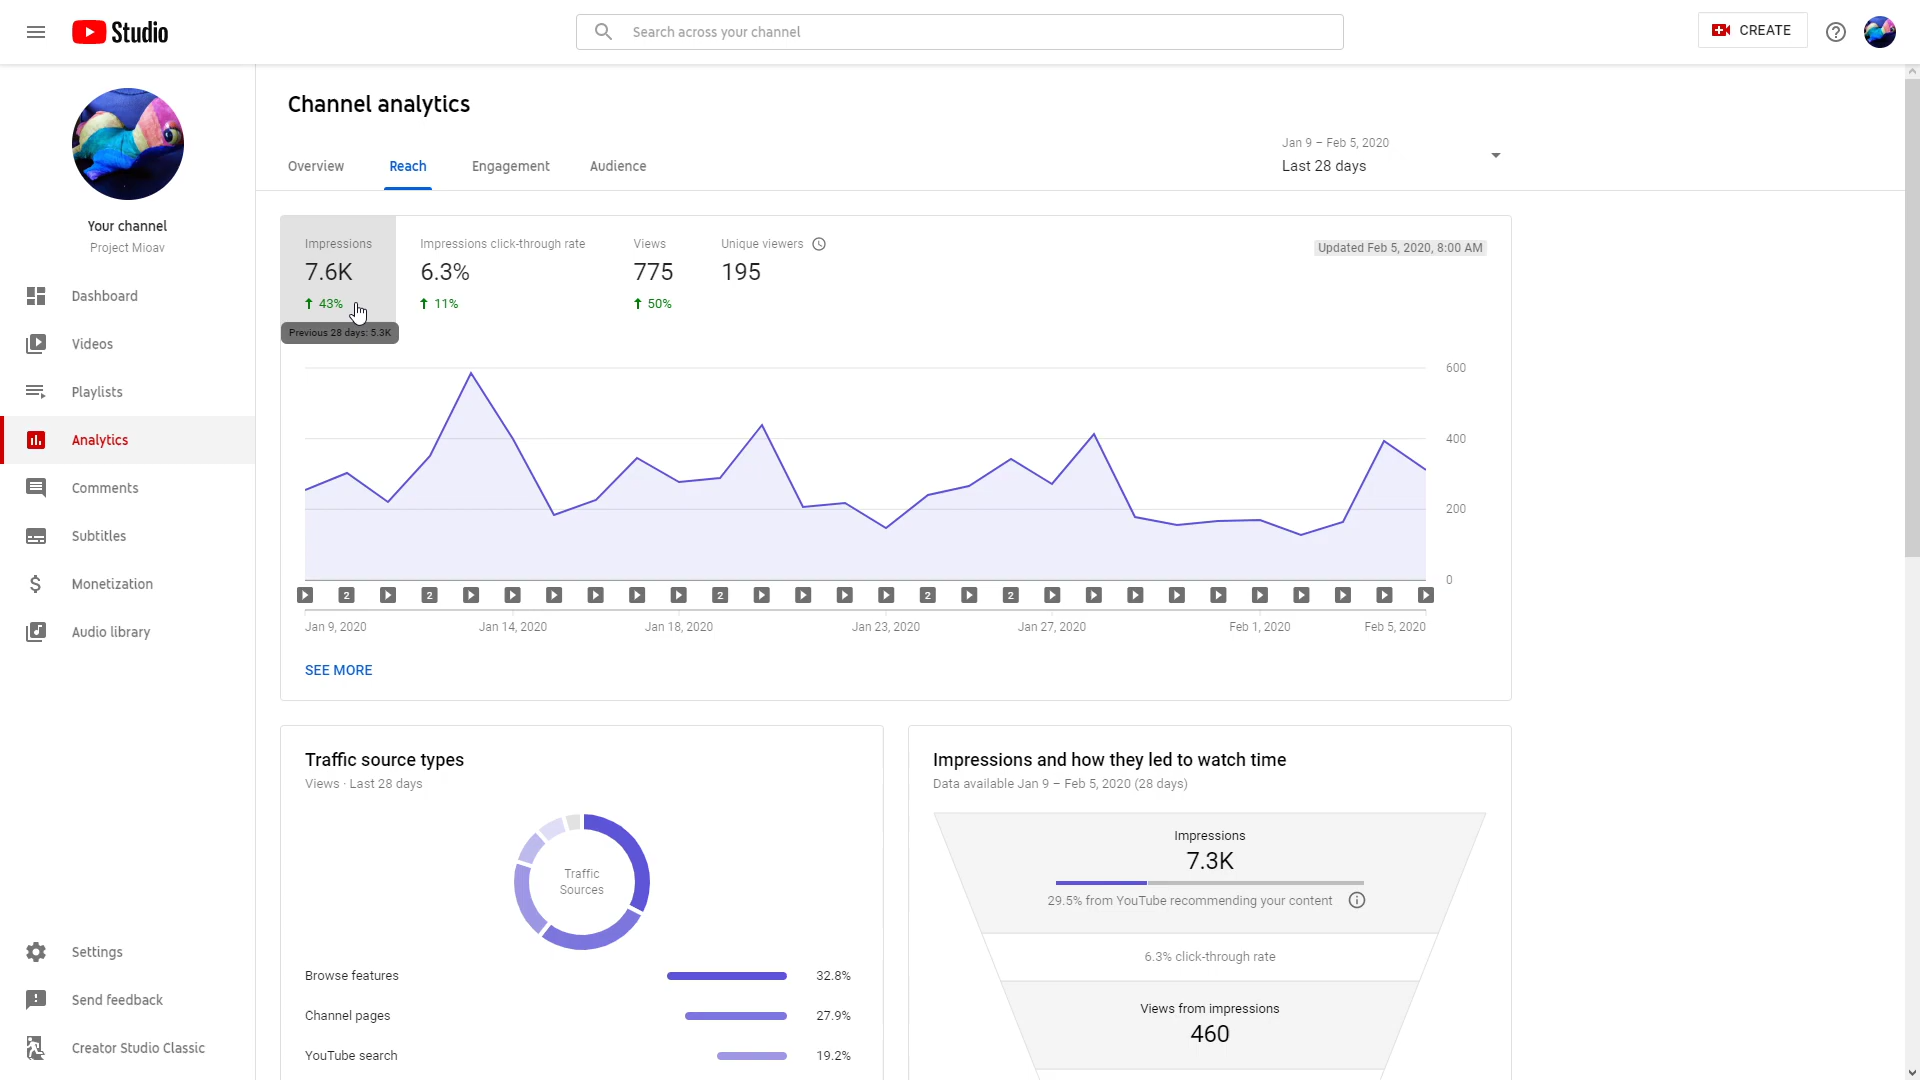 Studio
Search across your channel
CREATE
Channel analytics
Jan 9 – Feb 5, 2020
Last 28 days
Overview
Reach
Engagement
Audience
Your channel
Project Mioav
Dashboard
Videos
Playlists
Analytics
Comments
Subtitles
Monetization
Audio library
Settings
Send feedback
Creator Studio Classic
Impressions
7.6K
43%
Previous 28 days: 5.3K
Impressions click-through rate
6.3%
11%
Views
775
50%
Unique viewers
195
Updated Feb 5, 2020, 8:00 AM
600
400
200
0
2
2
2
2
2
Jan 9, 2020
Jan 14, 2020
Jan 18, 2020
Jan 23, 2020
Jan 27, 2020
Feb 1, 2020
Feb 5, 2020
SEE MORE
Traffic source types
Views · Last 28 days
Traffic
Sources
Browse features 32.8%
Channel pages 27.9%
YouTube search 19.2%
Impressions and how they led to watch time
Data available Jan 9 – Feb 5, 2020 (28 days)
Impressions
7.3K
29.5% from YouTube recommending your content
6.3% click-through rate
Views from impressions
460